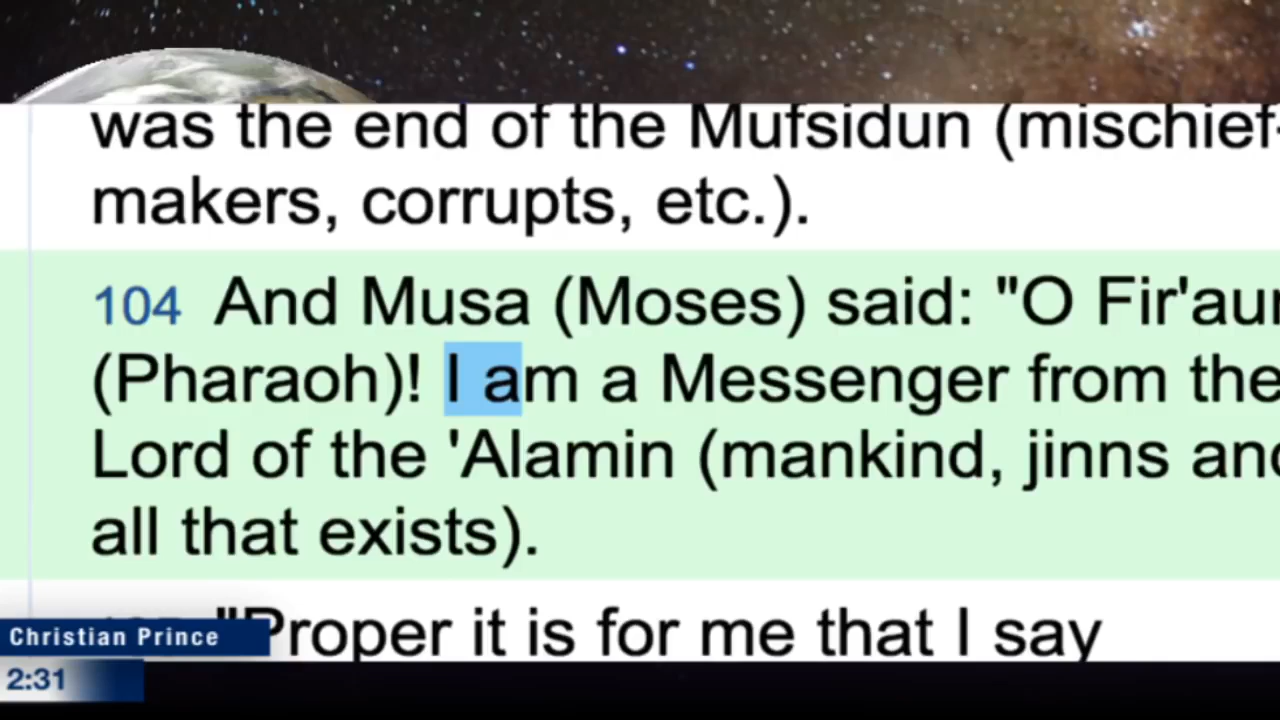 was the end of the Mufsidun (mischief-
makers, corrupts, etc.).
104 And Musa (Moses) said: "O Fir'aun
(Pharaoh)! I am a Messenger from the
Lord of the 'Alamin (mankind, jinns and
all that exists).
"Proper it is for me that I say
Christian Prince
2:31